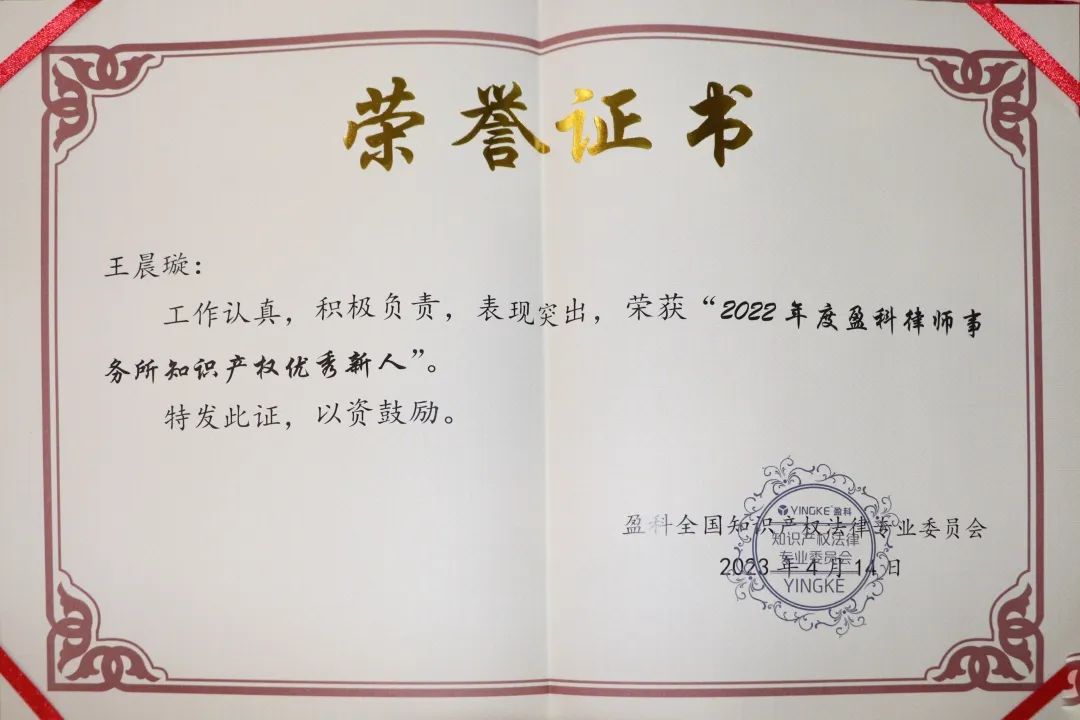 荣誉证书
王晨璇：
工作认真，积极负责，表现突出，荣获“2022年度盈科律师事
务所知识产权优秀新人”。
特发此证，以资鼓励。
盈科全国知识产权法律专业委员会
2023年4月14日
YINGKE 盈科
知识产权法律
专业委员会
YINGKE